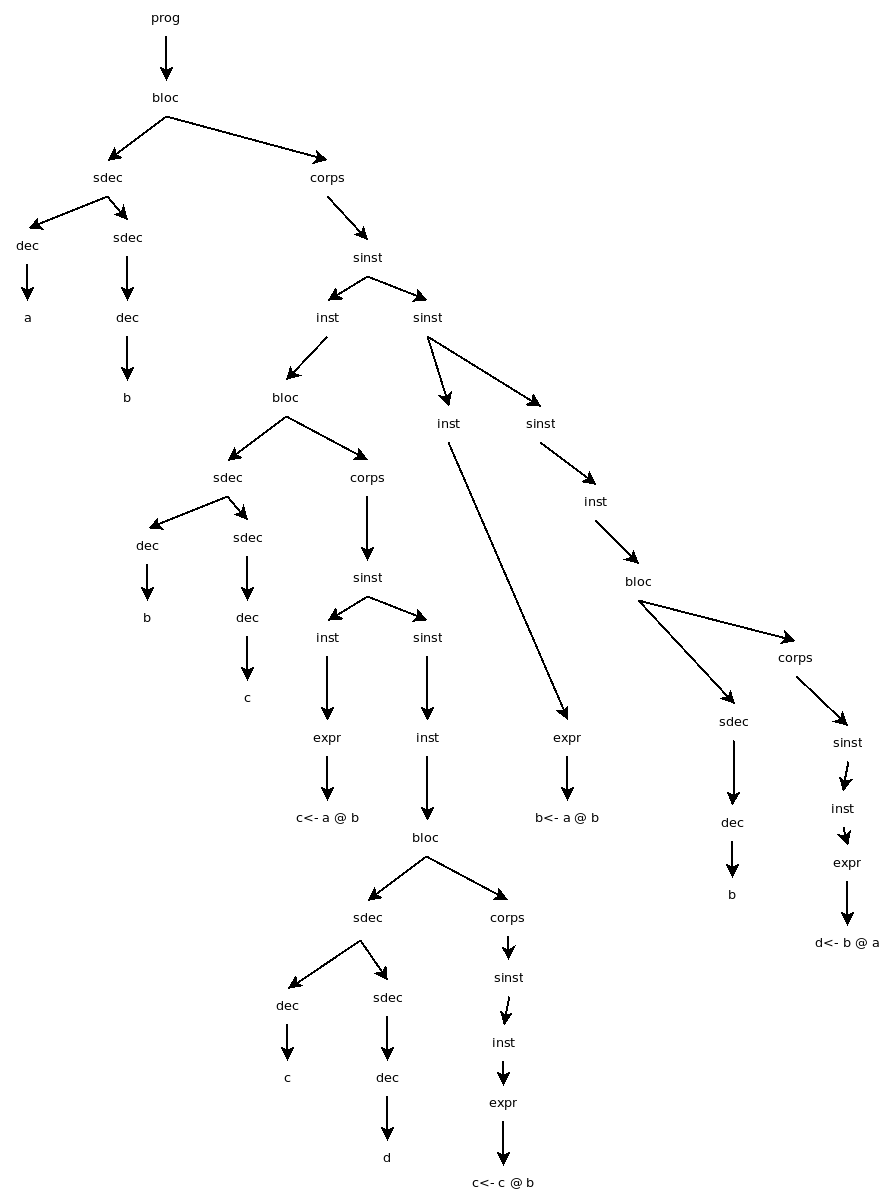 prog
bloc
sdec corps
dec sdec
sinst
a dec inst sinst
b bloc
inst sinst
sdec corps
inst
dec sdec
sinst bloc
b dec inst sinst
corps
c
sdec
expr inst expr sinst
c<- a @ b b<- a @ b
inst
dec
bloc
expr
b
sdec corps
d<- b @ a
sinst
dec sdec
inst
c dec
expr
d
c<- c @ b